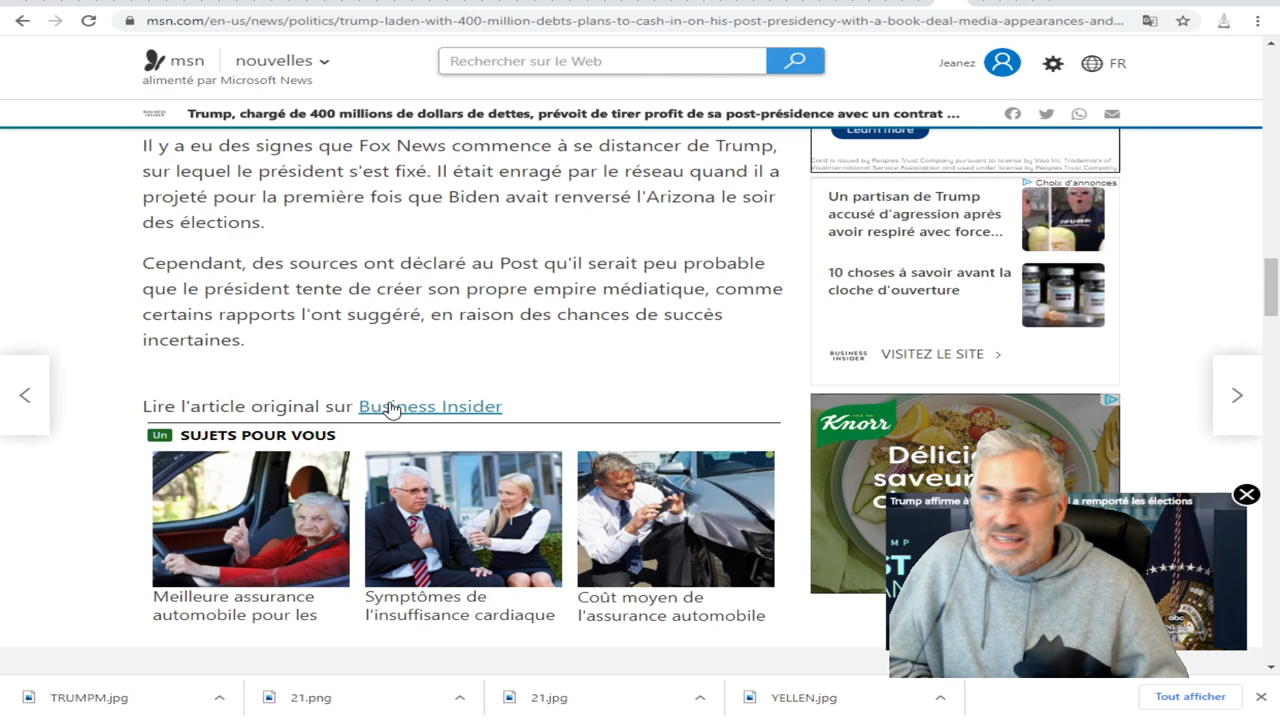 msn.com/en-us/news/politics/trump-laden-with-400-million-debts-plans-to-cash-in-on-his-post-presidency-with-a-book-deal-media-appearances-and...
msn
nouvelles
alimenté par Microsoft News
Rechercher sur le Web
Jeanez
FR
BUSINESS INSIDER
Trump, chargé de 400 millions de dollars de dettes, prévoit de tirer profit de sa post-présidence avec un contrat ...
Il y a eu des signes que Fox News commence à se distancer de Trump,
sur lequel le président s'est fixé. Il était enragé par le réseau quand il a
projeté pour la première fois que Biden avait renversé l'Arizona le soir
des élections.
Cependant, des sources ont déclaré au Post qu'il serait peu probable
que le président tente de créer son propre empire médiatique, comme
certains rapports l'ont suggéré, en raison des chances de succès
incertaines.
Lire l'article original sur Business Insider
Un SUJETS POUR VOUS
Meilleure assurance
automobile pour les
Symptômes de
l'insuffisance cardiaque
Coût moyen de
l'assurance automobile
Learn more
Card is issued by Peoples Trust Company pursuant to license by Visa Int. Trademark of
Visa International Service Association and used under license by Peoples Trust Company.
Choix d'annonces
Un partisan de Trump
accusé d'agression après
avoir respiré avec force...
10 choses à savoir avant la
cloche d'ouverture
BUSINESS INSIDER
VISITEZ LE SITE >
Knorr
saveur
Trump affirme à
a remporté les élections
abc
TRUMPM.jpg
21.png
21.jpg
YELLEN.jpg
Tout afficher